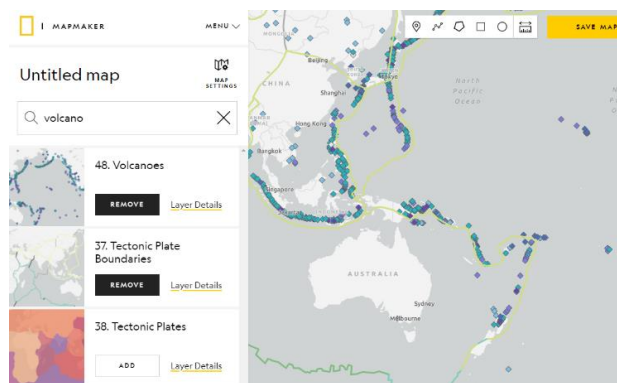 MAPMAKER
MENU
Untitled map
MAP
SETTINGS
volcano
48. Volcanoes
REMOVE Layer Details
37. Tectonic Plate
Boundaries
REMOVE Layer Details
38. Tectonic Plates
ADD Layer Details
SAVE MAP
Beijing
CHINA
Shanghai
North
Pacific
Ocean
Hong Kong
Bangkok
Singapore
AUSTRALIA
Sydney
Melbourne